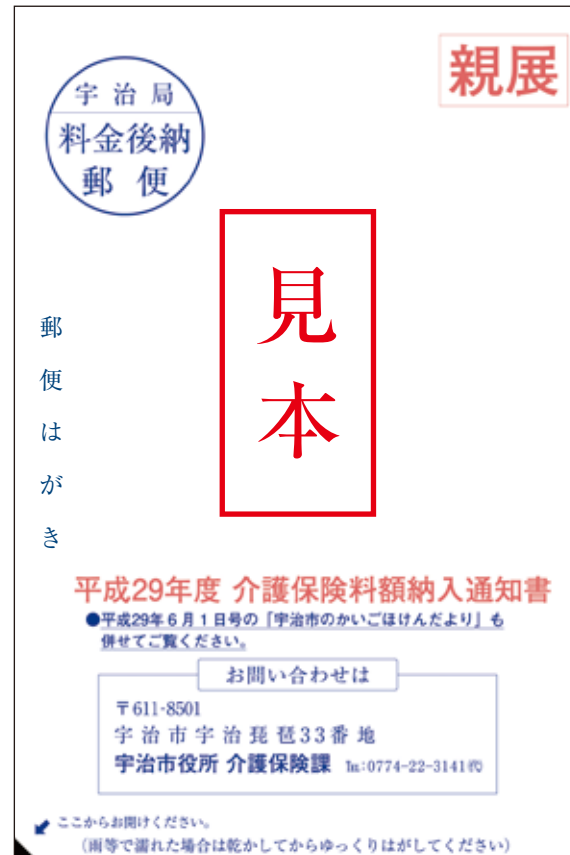 親展
宇治局
料金後納
郵便
見本
郵便はがき
平成29年度 介護保険料額納入通知書
●平成29年6月1日号の「宇治市のかいごほけんだより」も
併せてご覧ください。
お問い合わせは
〒611-8501
宇治市宇治琵琶33番地
宇治市役所 介護保険課 ℡:0774-22-3141㈹
ここからお開けください。
(雨等で濡れた場合は乾かしてからゆっくりはがしてください)